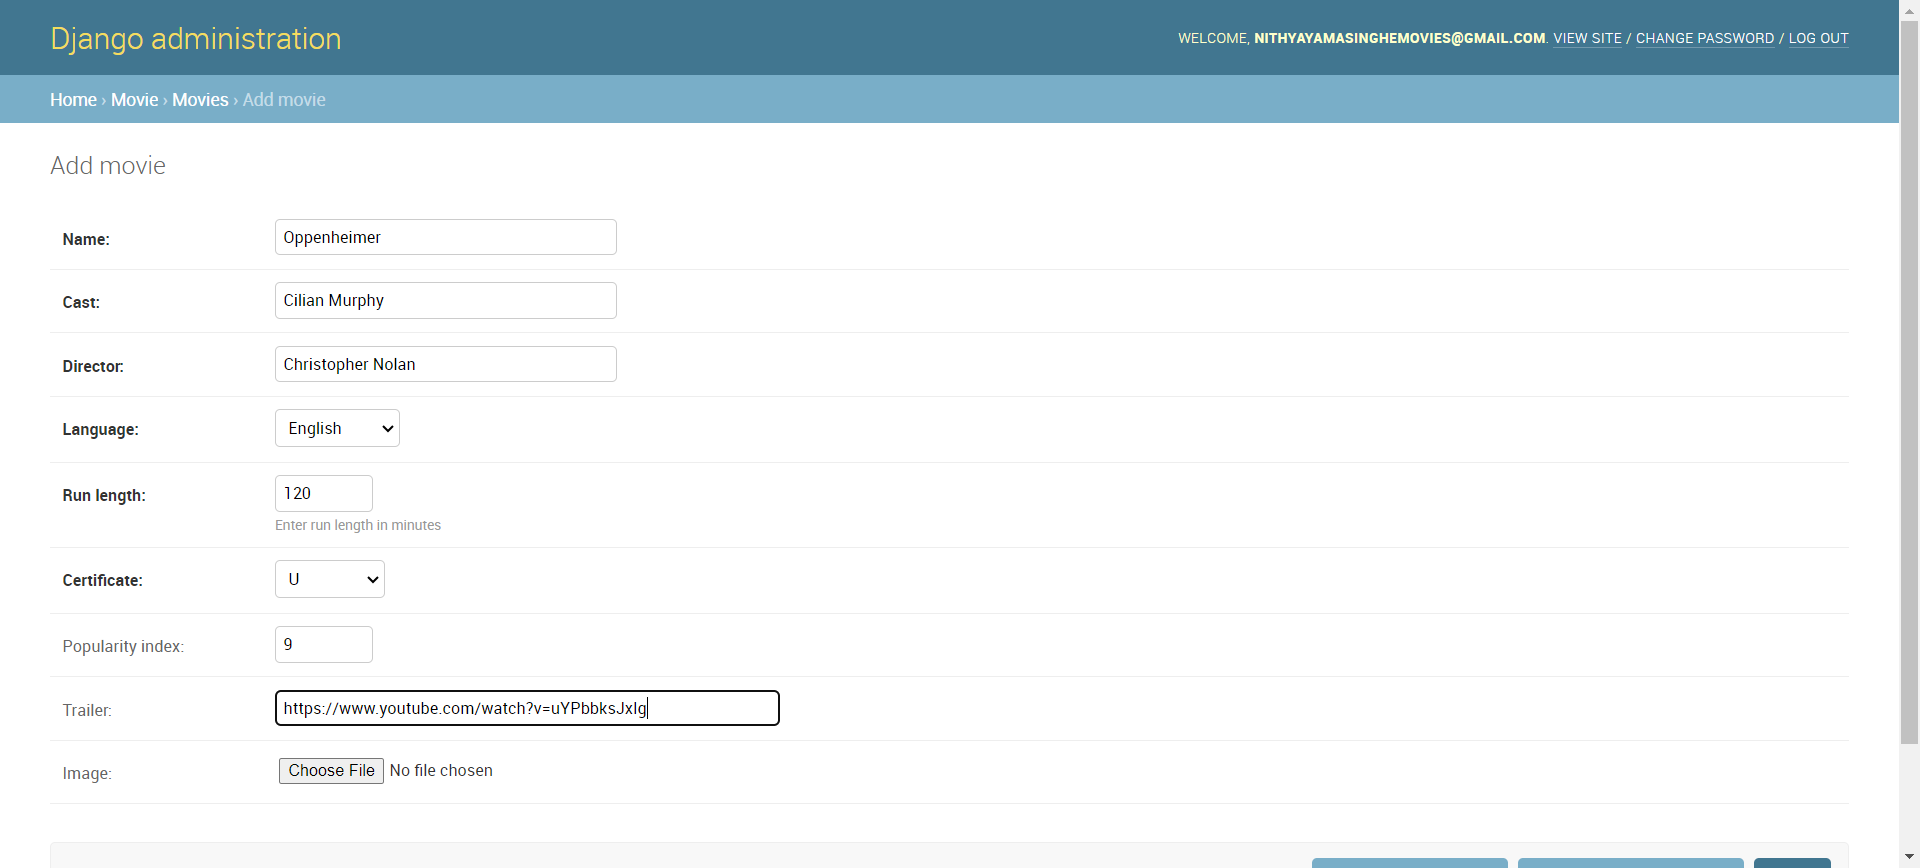 Django administration
WELCOME, NITHYAYAMASINGHEMOVIES@GMAIL.COM. VIEW SITE / CHANGE PASSWORD / LOG OUT
Home › Movie › Movies › Add movie
Add movie
Name: Oppenheimer
Cast: Cilian Murphy
Director: Christopher Nolan
Language: English
Run length: 120
Enter run length in minutes
Certificate: U
Popularity index: 9
Trailer: https://www.youtube.com/watch?v=uYPbbksJxIg
Image: Choose File No file chosen